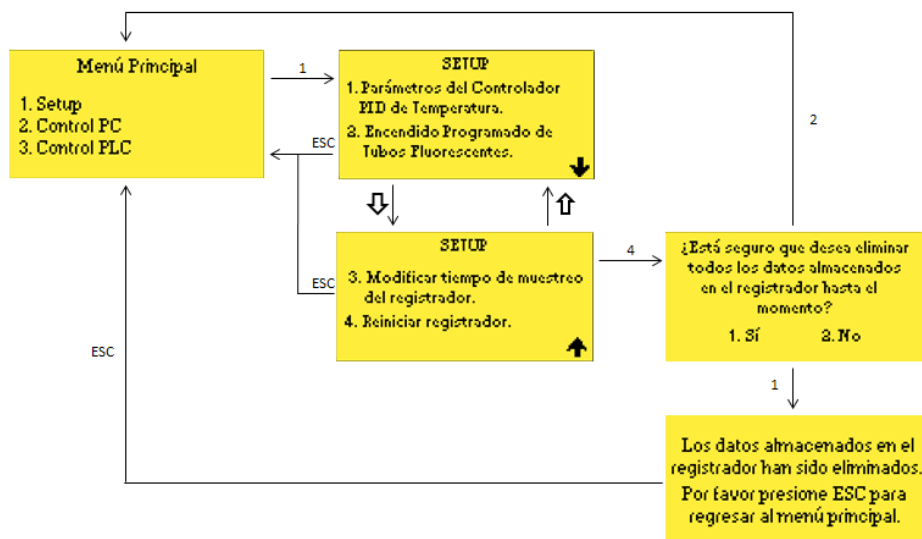 Menú Principal
1. Setup
2. Control PC
3. Control PLC
1
SETUP
1. Parámetros del Controlador
PID de Temperatura.
2. Encendido Programado de
Tubos Fluorescentes.
ESC
2
SETUP
3. Modificar tiempo de muestreo
del registrador.
4. Reiniciar registrador.
ESC
4
¿Está seguro que desea eliminar
todos los datos almacenados
en el registrador hasta el
momento?
1. Sí 2. No
ESC
1
Los datos almacenados en el
registrador han sido eliminados.
Por favor presione ESC para
regresar al menú principal.